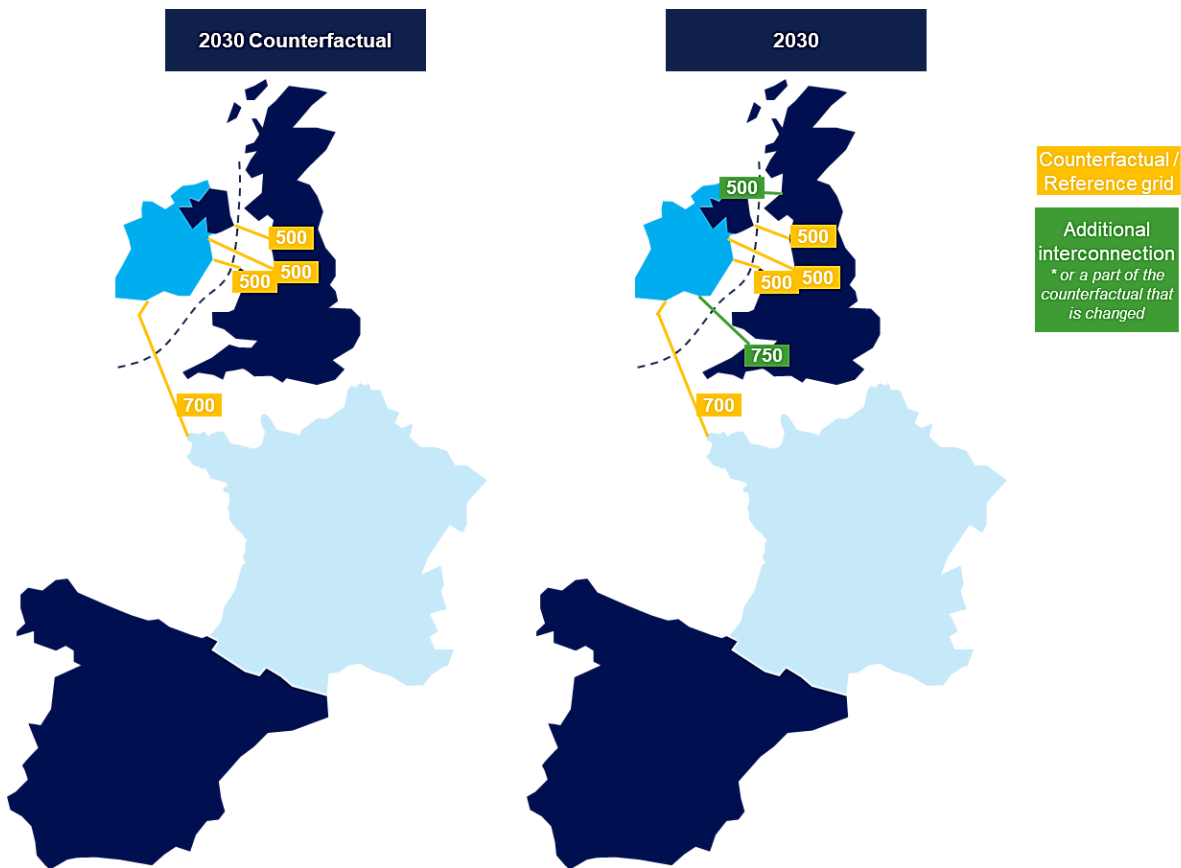 2030 Counterfactual
500
500
500
700
2030
500
500
500
500
750
700
Counterfactual /
Reference grid
Additional
interconnection
* or a part of the
counterfactual that
is changed